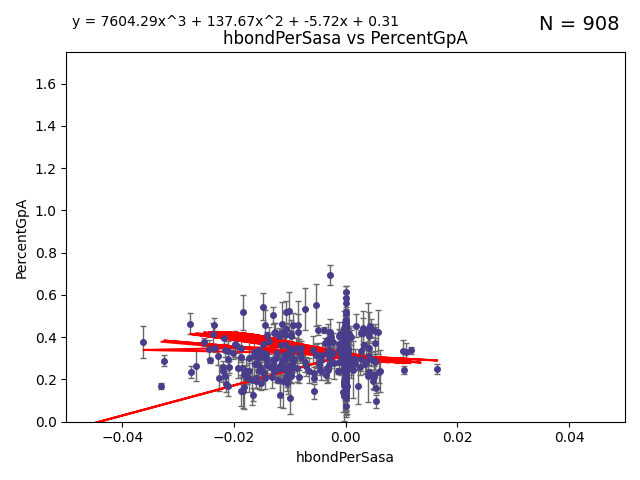 y = 7604.29x^3 + 137.67x^2 + -5.72x + 0.31
N = 908
hbondPerSasa vs PercentGpA
1.6
1.4
1.2
1.0
0.8
0.6
0.4
0.2
0.0
PercentGpA
−0.04 −0.02 0.00 0.02 0.04
hbondPerSasa